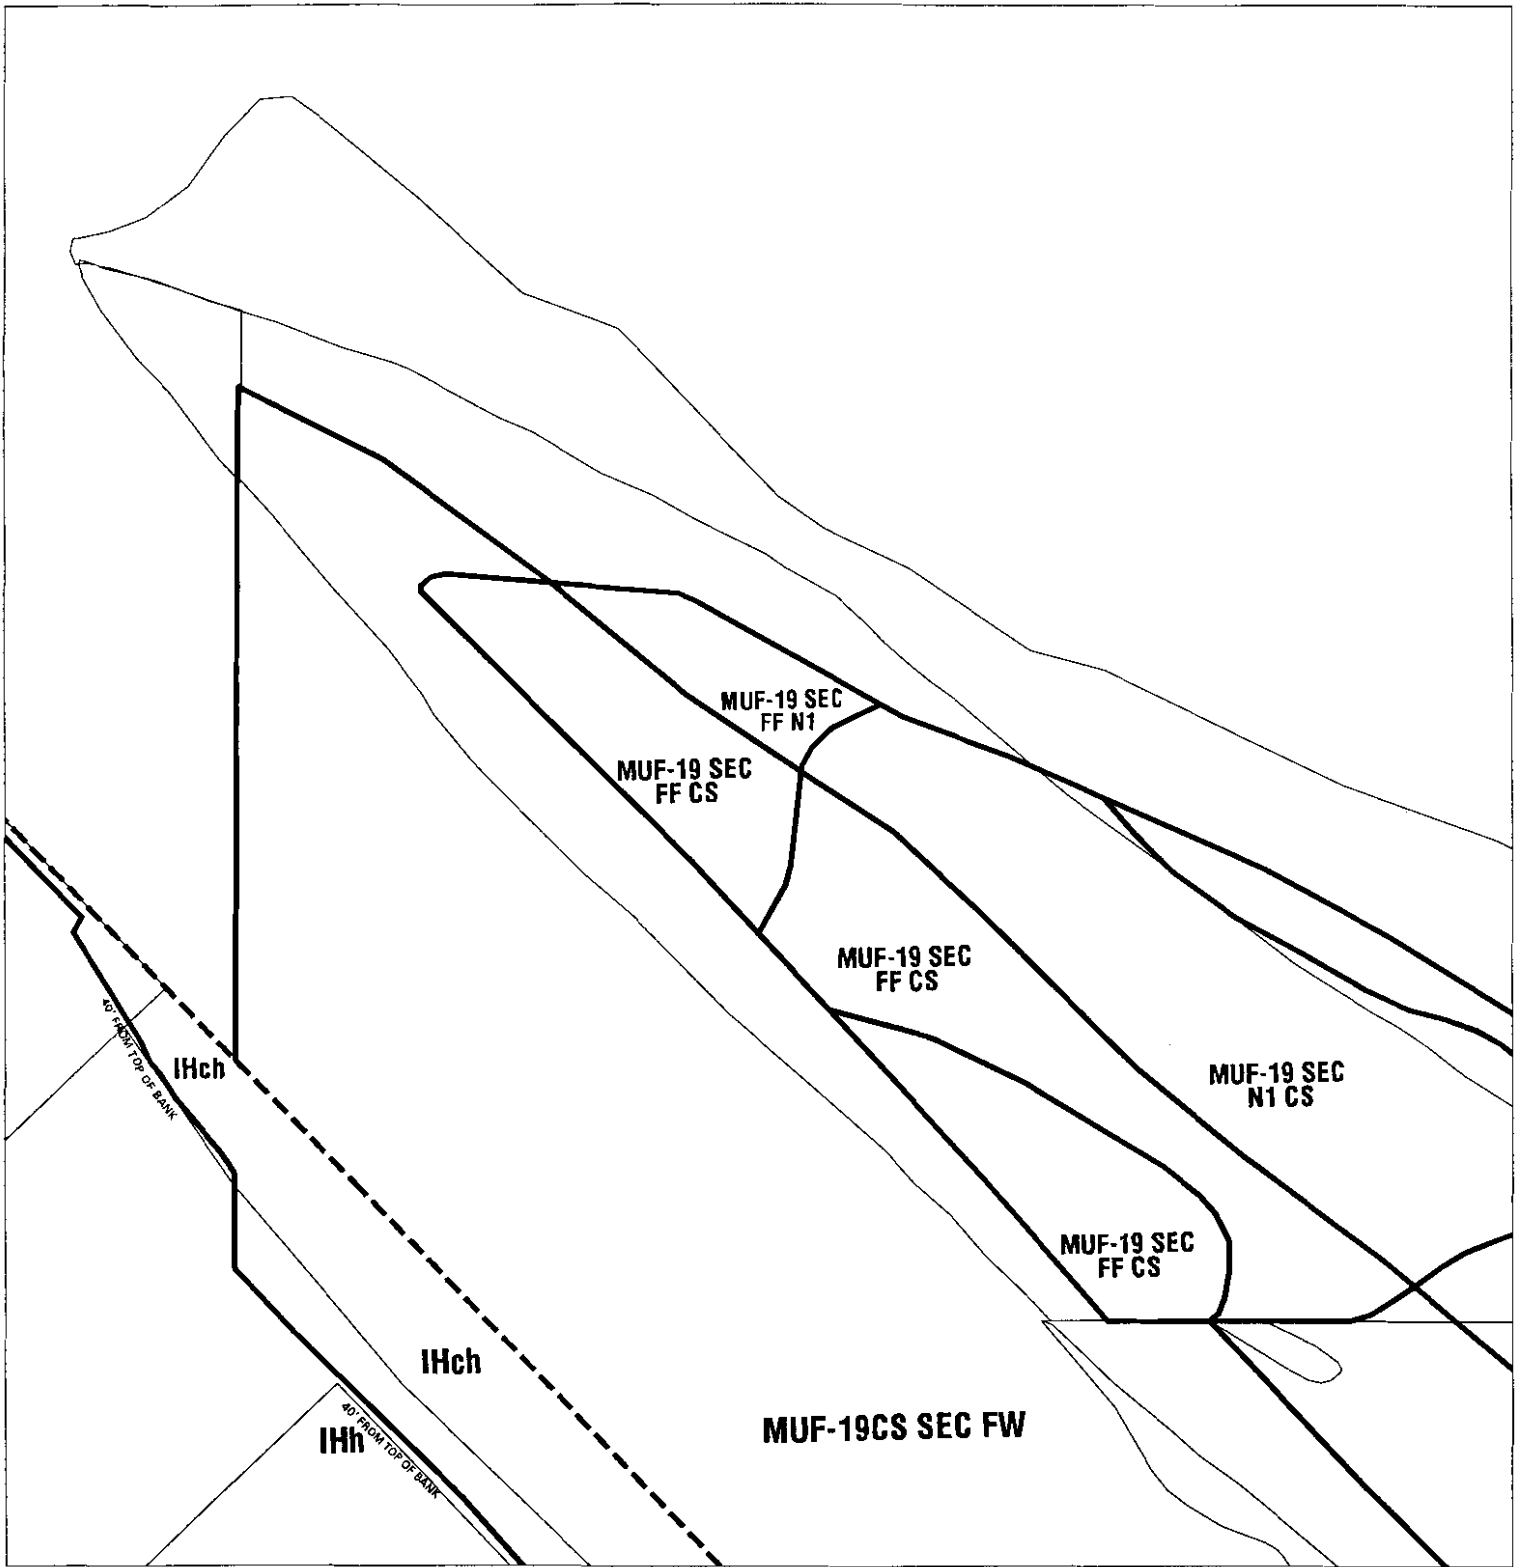 MUF-19 SEC
FF N1
MUF-19 SEC
FF CS
MUF-19 SEC
FF CS
40' FROM TOP OF BANK
IHch
MUF-19 SEC
N1 CS
MUF-19 SEC
FF CS
IHch
40' FROM TOP OF BANK
IHh
MUF-19CS SEC FW